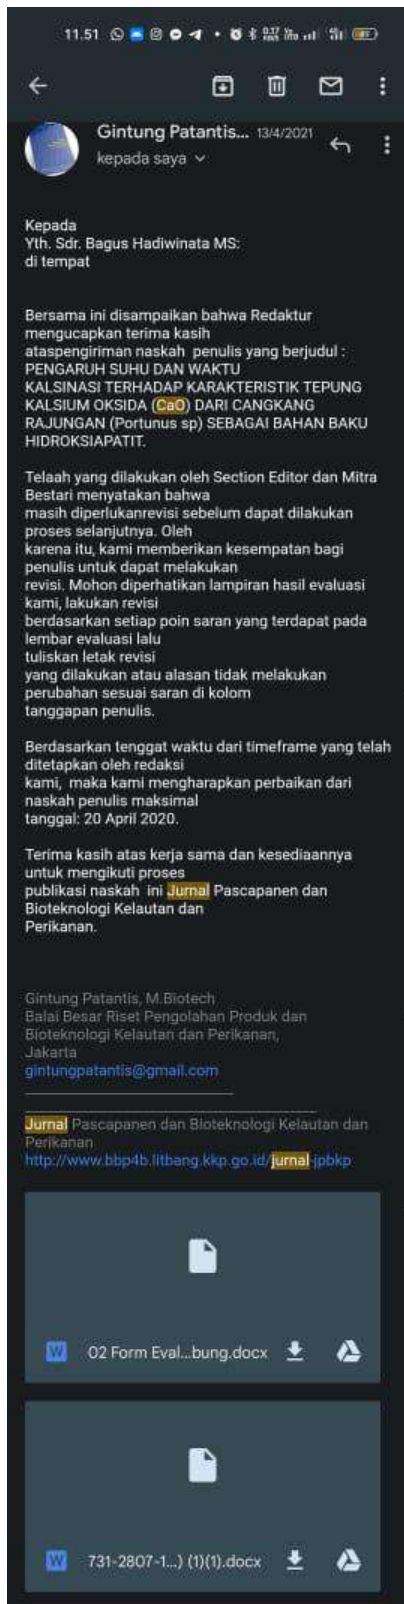 11.51
Gintung Patantis... 13/4/2021
kepada saya
Kepada
Yth. Sdr. Bagus Hadiwinata MS:
di tempat
Bersama ini disampaikan bahwa Redaktur
mengucapkan terima kasih
ataspengiriman naskah  penulis yang berjudul :
PENGARUH SUHU DAN WAKTU
KALSINASI TERHADAP KARAKTERISTIK TEPUNG
KALSIUM OKSIDA (CaO) DARI CANGKANG
RAJUNGAN (Portunus sp) SEBAGAI BAHAN BAKU
HIDROKSIAPATIT.
Telaah yang dilakukan oleh Section Editor dan Mitra
Bestari menyatakan bahwa
masih diperlukanrevisi sebelum dapat dilakukan
proses selanjutnya. Oleh
karena itu, kami memberikan kesempatan bagi
penulis untuk dapat melakukan
revisi. Mohon diperhatikan lampiran hasil evaluasi
kami, lakukan revisi
berdasarkan setiap poin saran yang terdapat pada
lembar evaluasi lalu
tuliskan letak revisi
yang dilakukan atau alasan tidak melakukan
perubahan sesuai saran di kolom
tanggapan penulis.
Berdasarkan tenggat waktu dari timeframe yang telah
ditetapkan oleh redaksi
kami,  maka kami mengharapkan perbaikan dari
naskah penulis maksimal
tanggal: 20 April 2020.
Terima kasih atas kerja sama dan kesediaannya
untuk mengikuti proses
publikasi naskah  ini Jurnal Pascapanen dan
Bioteknologi Kelautan dan
Perikanan.
Gintung Patantis, M.Biotech
Balai Besar Riset Pengolahan Produk dan
Bioteknologi Kelautan dan Perikanan,
Jakarta
gintungpatantis@gmail.com
Jurnal Pascapanen dan Bioteknologi Kelautan dan
Perikanan
http://www.bbp4b.litbang.kkp.go.id/jurnal-jpbkp
W 02 Form Eval...bung.docx
W 731-2807-1...) (1)(1).docx